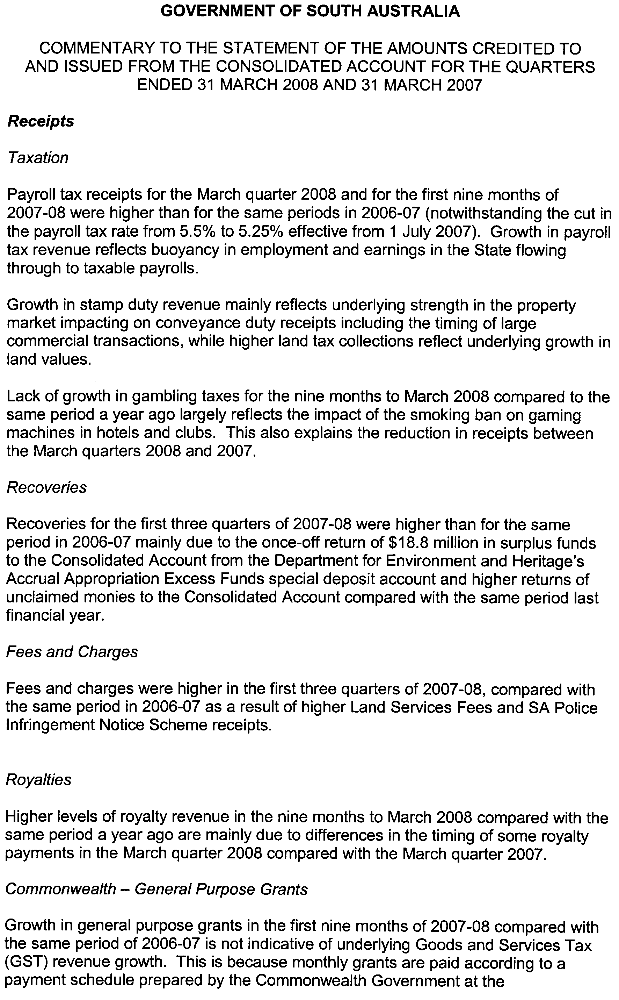 GOVERNMENT OF SOUTH AUSTRALIA
COMMENTARY TO THE STATEMENT OF THE AMOUNTS CREDITED TO
AND ISSUED FROM THE CONSOLIDATED ACCOUNT FOR THE QUARTERS
ENDED 31 MARCH 2008 AND 31 MARCH 2007
Receipts
Taxation
Payroll tax receipts for the March quarter 2008 and for the first nine months of
2007-08 were higher than for the same periods in 2006-07 (notwithstanding the cut in
the payroll tax rate from 5.5% to 5.25% effective from 1 July 2007). Growth in payroll
tax revenue reflects buoyancy in employment and earnings in the State flowing
through to taxable payrolls.
Growth in stamp duty revenue mainly reflects underlying strength in the property
market impacting on conveyance duty receipts including the timing of large
commercial transactions, while higher land tax collections reflect underlying growth in
land values.
Lack of growth in gambling taxes for the nine months to March 2008 compared to the
same period a year ago largely reflects the impact of the smoking ban on gaming
machines in hotels and clubs. This also explains the reduction in receipts between
the March quarters 2008 and 2007.
Recoveries
Recoveries for the first three quarters of 2007-08 were higher than for the same
period in 2006-07 mainly due to the once-off return of $18.8 million in surplus funds
to the Consolidated Account from the Department for Environment and Heritage's
Accrual Appropriation Excess Funds special deposit account and higher returns of
unclaimed monies to the Consolidated Account compared with the same period last
financial year.
Fees and Charges
Fees and charges were higher in the first three quarters of 2007-08, compared with
the same period in 2006-07 as a result of higher Land Services Fees and SA Police
Infringement Notice Scheme receipts.
Royalties
Higher levels of royalty revenue in the nine months to March 2008 compared with the
same period a year ago are mainly due to differences in the timing of some royalty
payments in the March quarter 2008 compared with the March quarter 2007.
Commonwealth – General Purpose Grants
Growth in general purpose grants in the first nine months of 2007-08 compared with
the same period of 2006-07 is not indicative of underlying Goods and Services Tax
(GST) revenue growth. This is because monthly grants are paid according to a
payment schedule prepared by the Commonwealth Government at the